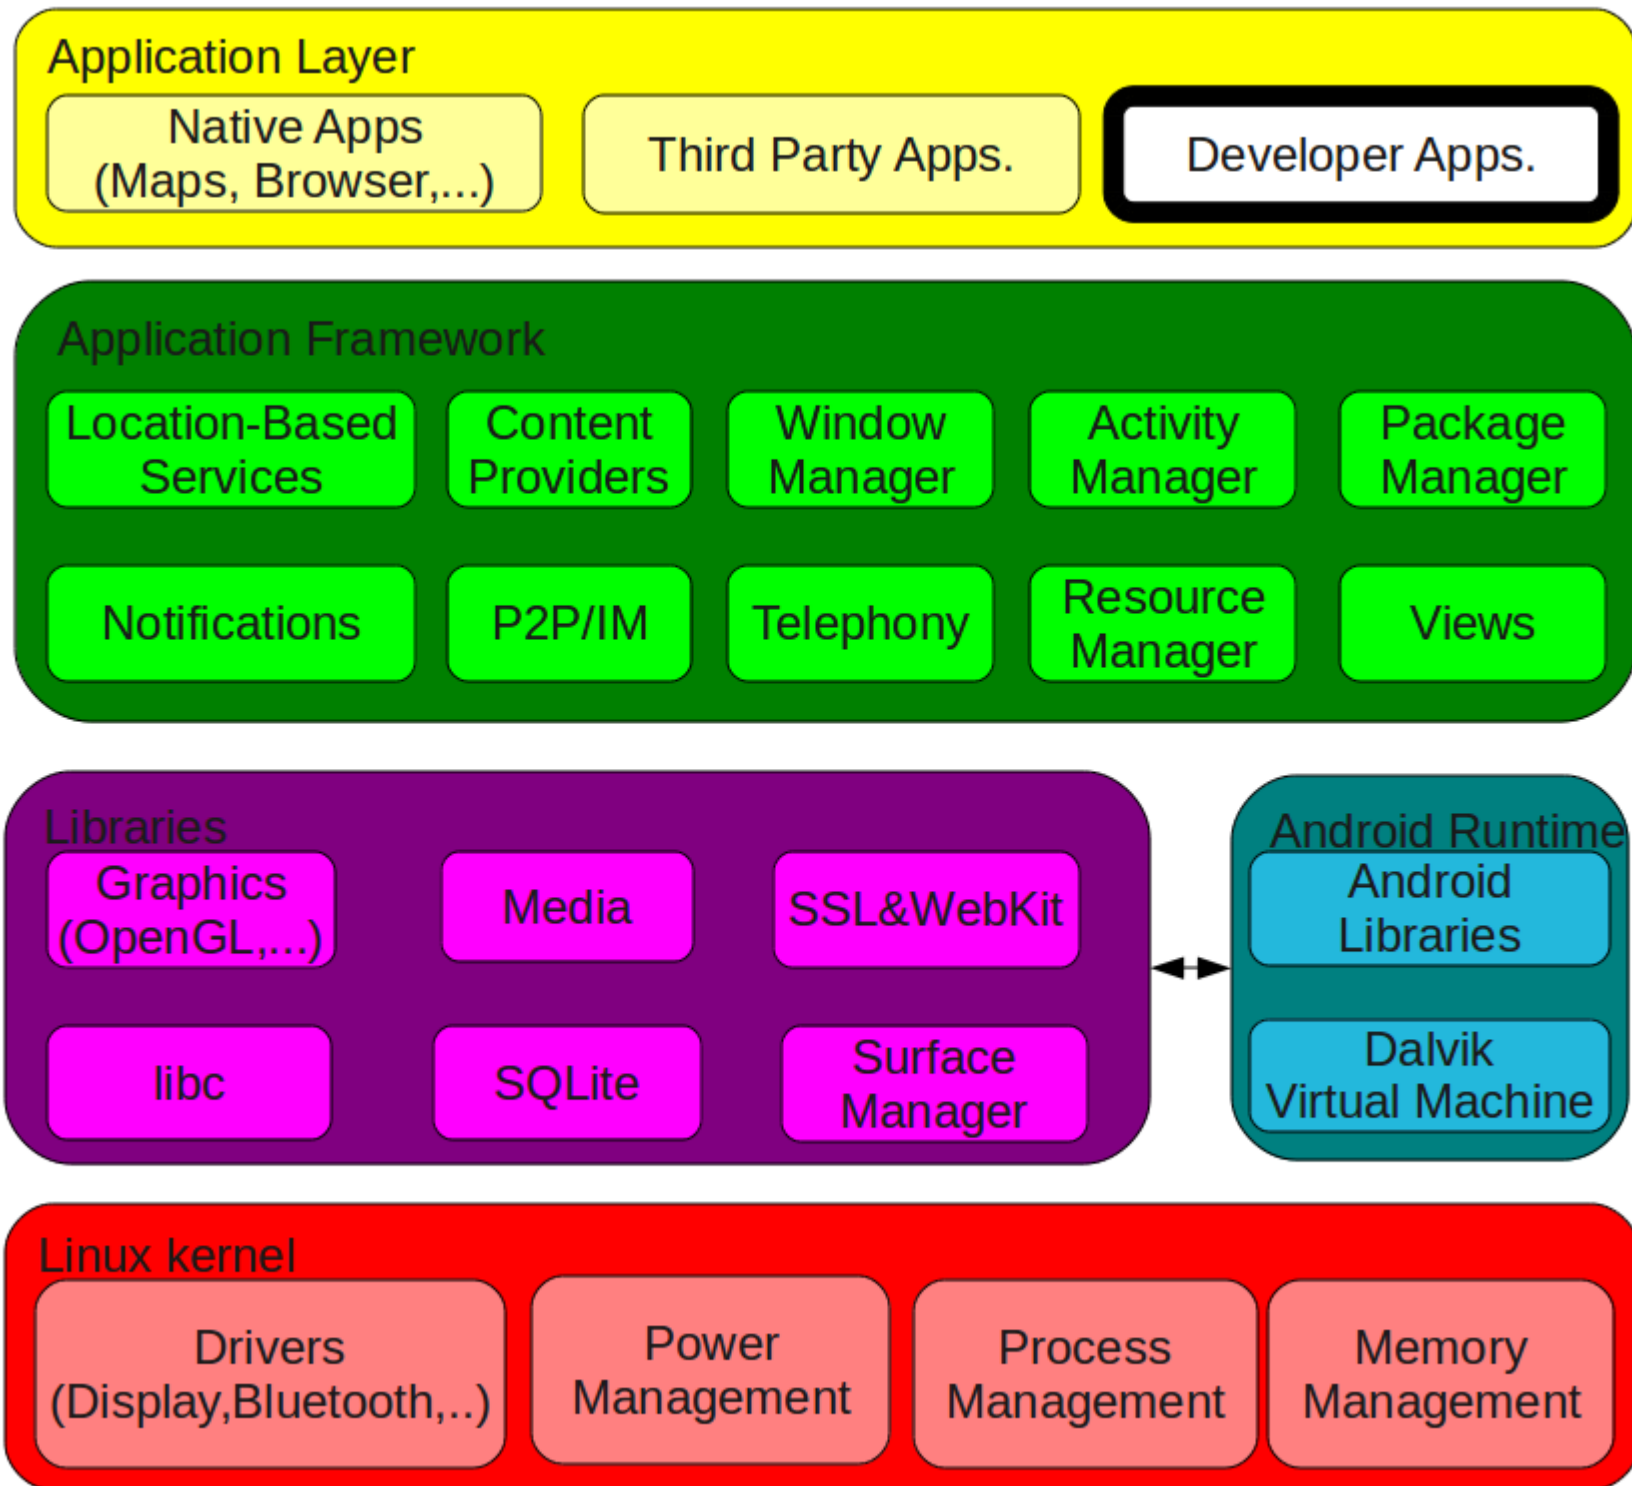 Application Layer
Native Apps
(Maps, Browser,...)
Third Party Apps.
Developer Apps.
Application Framework
Location-Based
Services
Content
Providers
Window
Manager
Activity
Manager
Package
Manager
Notifications
P2P/IM
Telephony
Resource
Manager
Views
Libraries
Graphics
(OpenGL,...)
Media
SSL&WebKit
libc
SQLite
Surface
Manager
Android Runtime
Android
Libraries
Dalvik
Virtual Machine
Linux kernel
Drivers
(Display,Bluetooth,..)
Power
Management
Process
Management
Memory
Management